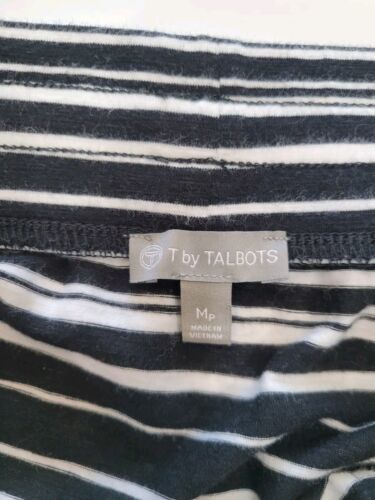 T by TALBOTS
MP
MADE IN
VIETNAM